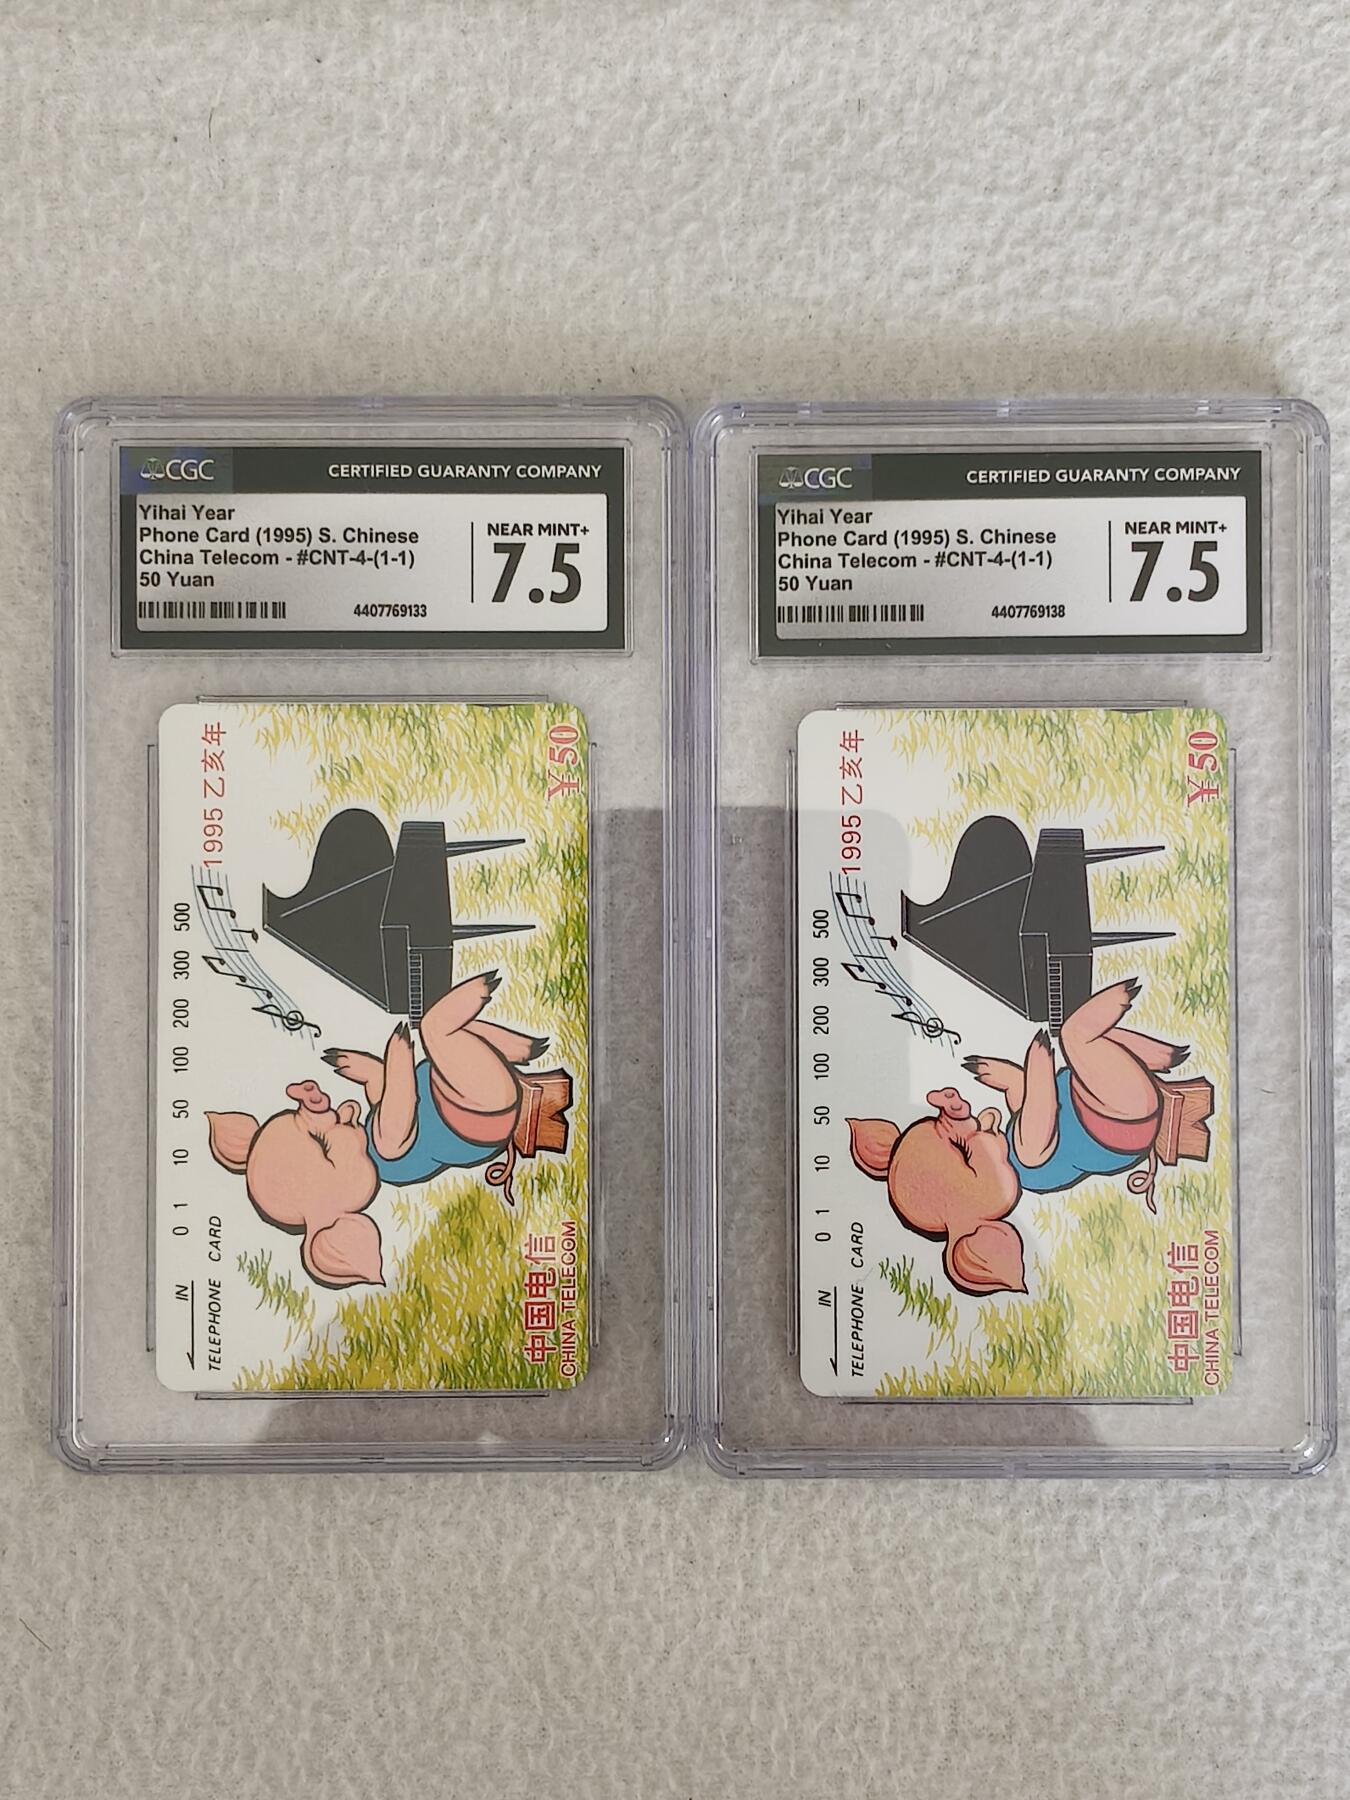 CGC CERTIFIED GUARANTY COMPANY
Yihai Year
Phone Card (1995) S. Chinese
China Telecom - #CNT-4-(1-1)
50 Yuan
4407769133
NEAR MINT+
7.5
1995 乙亥年
0 1 10 50 100 200 300 500
IN
TELEPHONE CARD
中国电信
CHINA TELECOM
¥50
CGC CERTIFIED GUARANTY COMPANY
Yihai Year
Phone Card (1995) S. Chinese
China Telecom - #CNT-4-(1-1)
50 Yuan
4407769138
NEAR MINT+
7.5
1995 乙亥年
0 1 10 50 100 200 300 500
IN
TELEPHONE CARD
中国电信
CHINA TELECOM
¥50